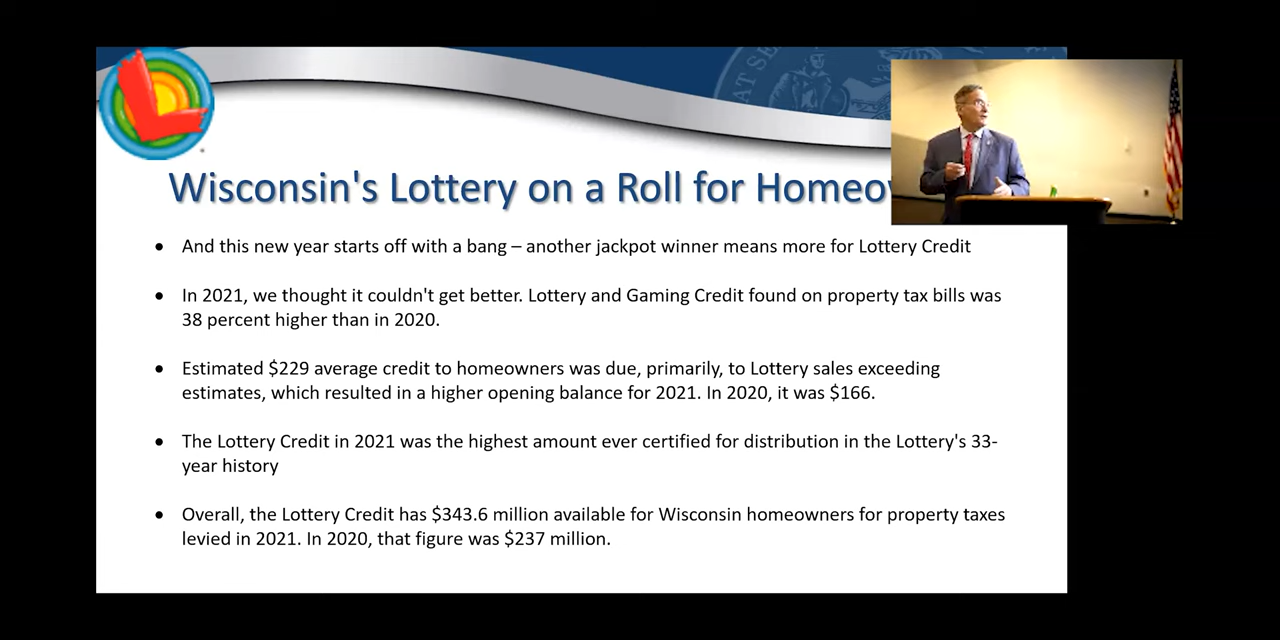 Wisconsin's Lottery on a Roll for
• And this new year starts off with a bang – another jackpot winner means more for Lottery Credit
• In 2021, we thought it couldn't get better. Lottery and Gaming Credit found on property tax bills was
38 percent higher than in 2020.
• Estimated $229 average credit to homeowners was due, primarily, to Lottery sales exceeding
estimates, which resulted in a higher opening balance for 2021. In 2020, it was $166.
• The Lottery Credit in 2021 was the highest amount ever certified for distribution in the Lottery's 33-
year history
• Overall, the Lottery Credit has $343.6 million available for Wisconsin homeowners for property taxes
levied in 2021. In 2020, that figure was $237 million.